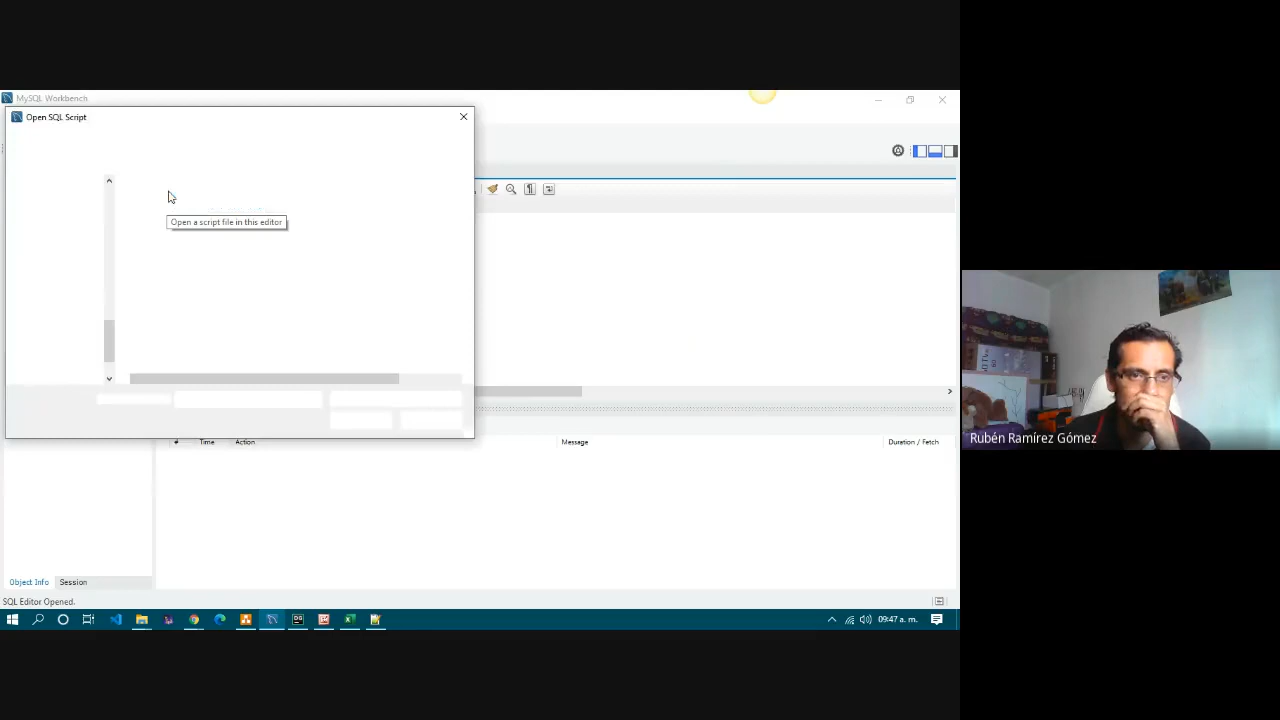 MySQL Workbench
Open SQL Script
Open a script file in this editor
# Time Action Message Duration / Fetch
Object Info Session
SQL Editor Opened.
09:47 a. m.
Rubén Ramírez Gómez